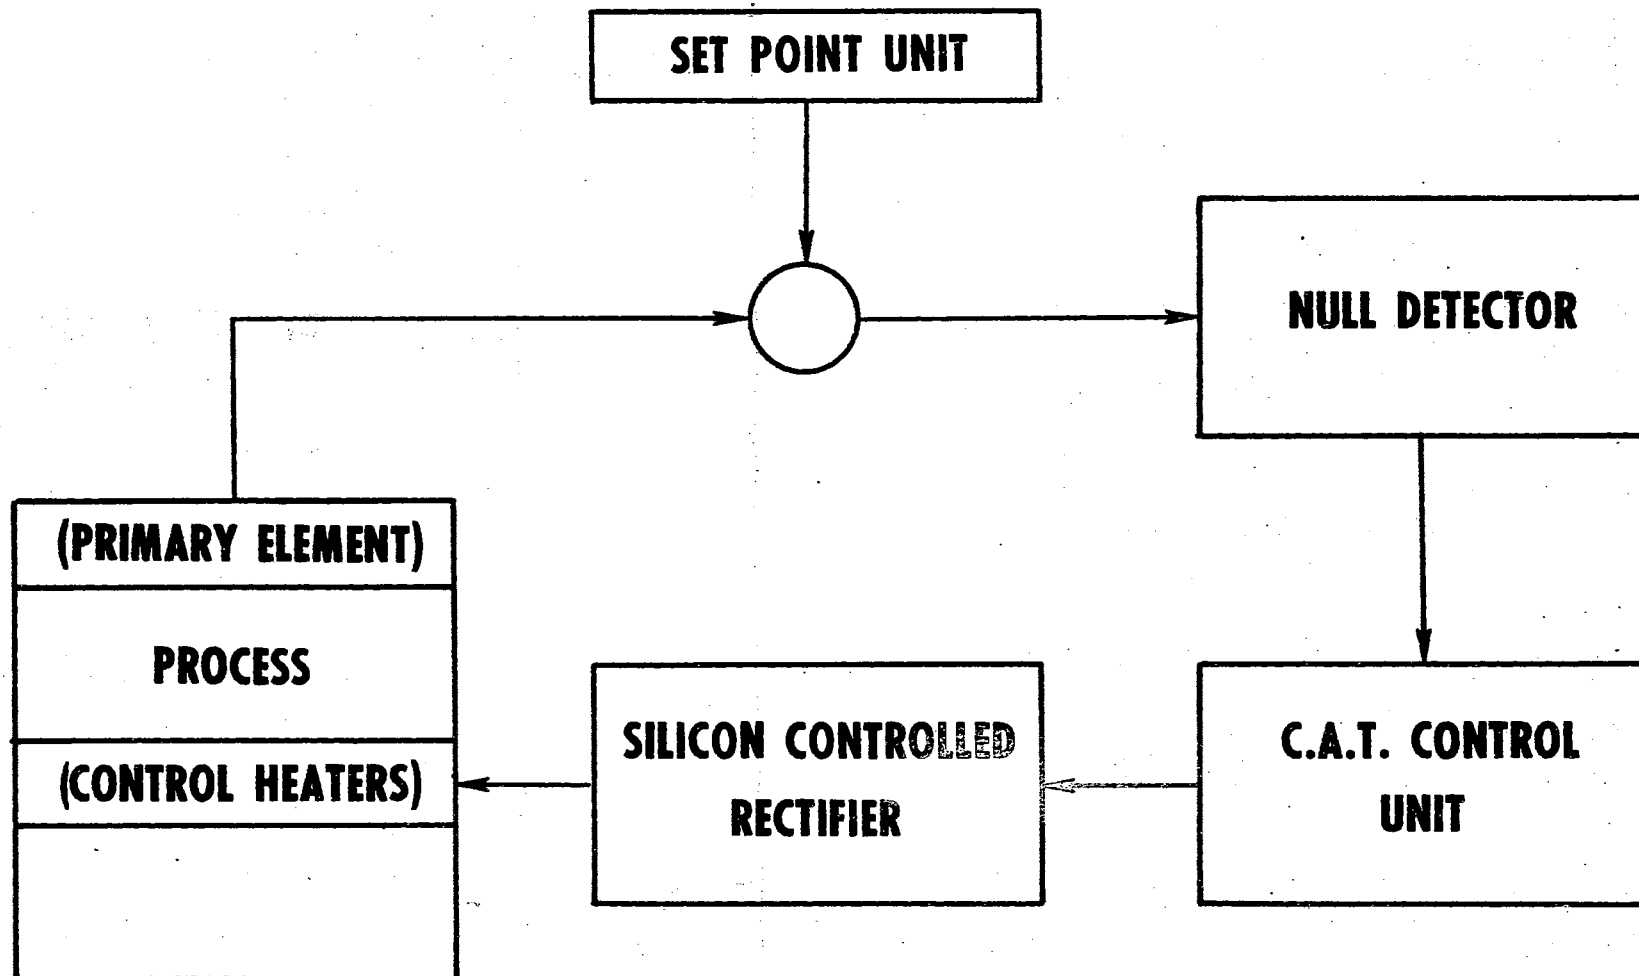 SET POINT UNIT
NULL DETECTOR
(PRIMARY ELEMENT)
PROCESS
(CONTROL HEATERS)
SILICON CONTROLLED
RECTIFIER
C.A.T. CONTROL
UNIT